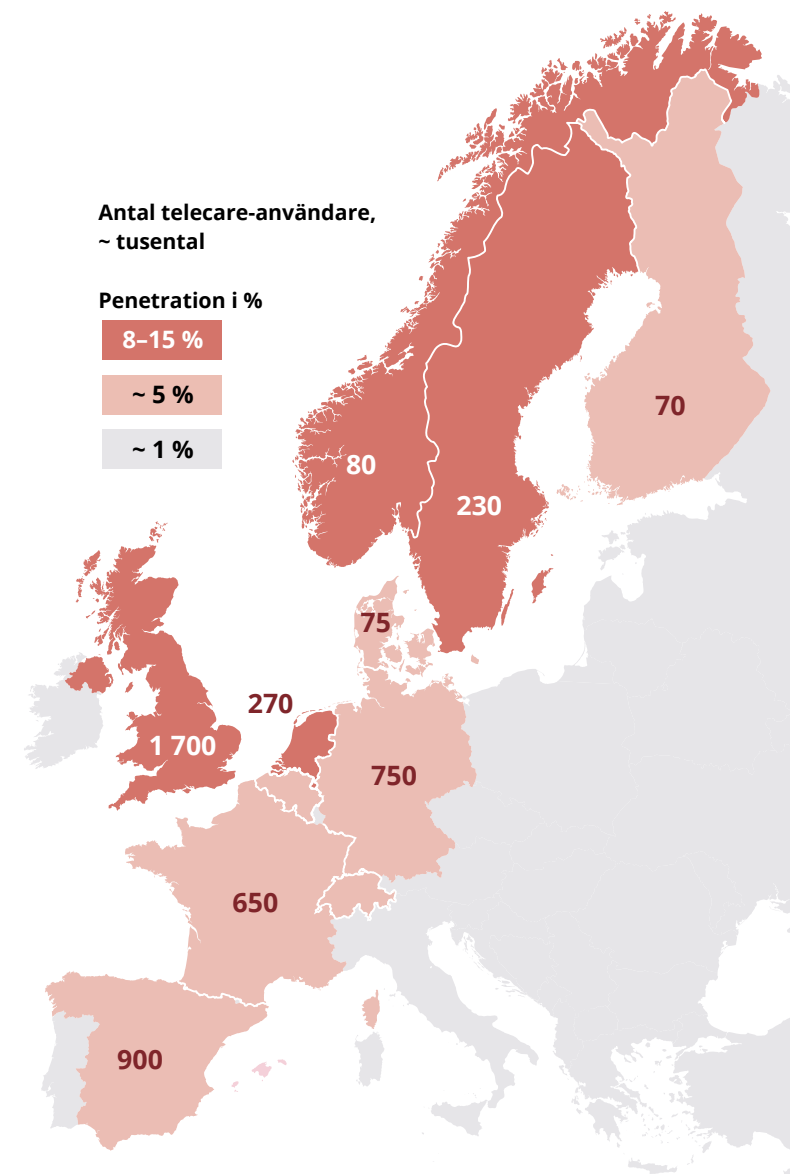 Antal telecare-användare,
~ tusental
Penetration i %
8–15 %
~ 5 %
~ 1 %
70
80
230
75
270
1 700
750
650
900